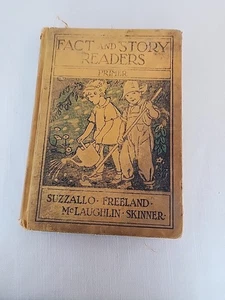 FACT AND STORY
READERS
PRIMER
SUZZALLO · FREELAND ·
McLAUGHLIN · SKINNER ·